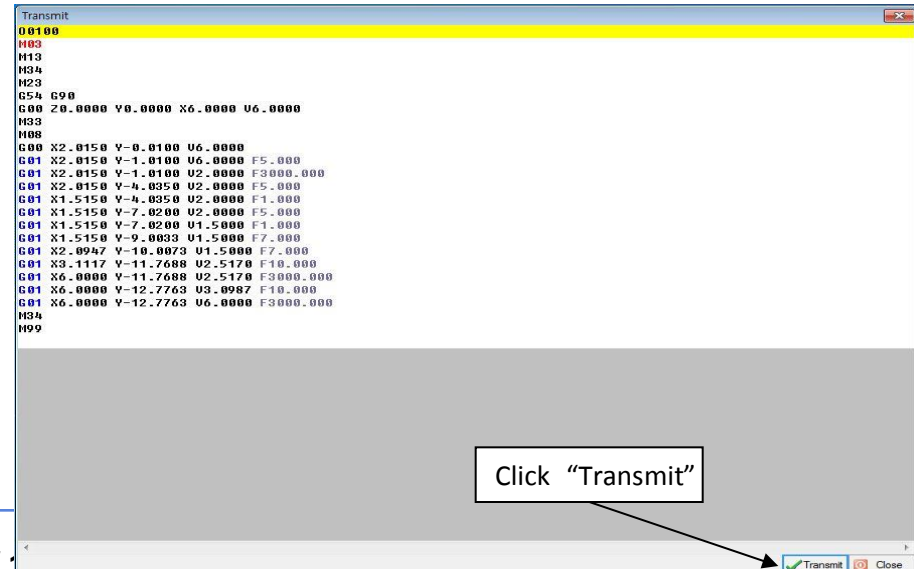 Transmit
O0100
M03
M13
M34
M23
G54 G90
G00 Z0.0000 Y0.0000 X6.0000 V6.0000
M33
M08
G00 X2.0150 Y-0.0100 V6.0000
G01 X2.0150 Y-1.0100 V6.0000 F5.000
G01 X2.0150 Y-1.0100 V2.0000 F3000.000
G01 X2.0150 Y-4.0350 V2.0000 F5.000
G01 X1.5150 Y-4.0350 V2.0000 F1.000
G01 X1.5150 Y-7.0200 V2.0000 F5.000
G01 X1.5150 Y-7.0200 V1.5000 F1.000
G01 X1.5150 Y-9.0033 V1.5000 F7.000
G01 X2.0947 Y-10.0073 V1.5000 F7.000
G01 X3.1117 Y-11.7688 V2.5170 F10.000
G01 X6.0000 Y-11.7688 V2.5170 F3000.000
G01 X6.0000 Y-12.7763 V3.0987 F10.000
G01 X6.0000 Y-12.7763 V6.0000 F3000.000
M34
M99
Click “Transmit”
Transmit Close